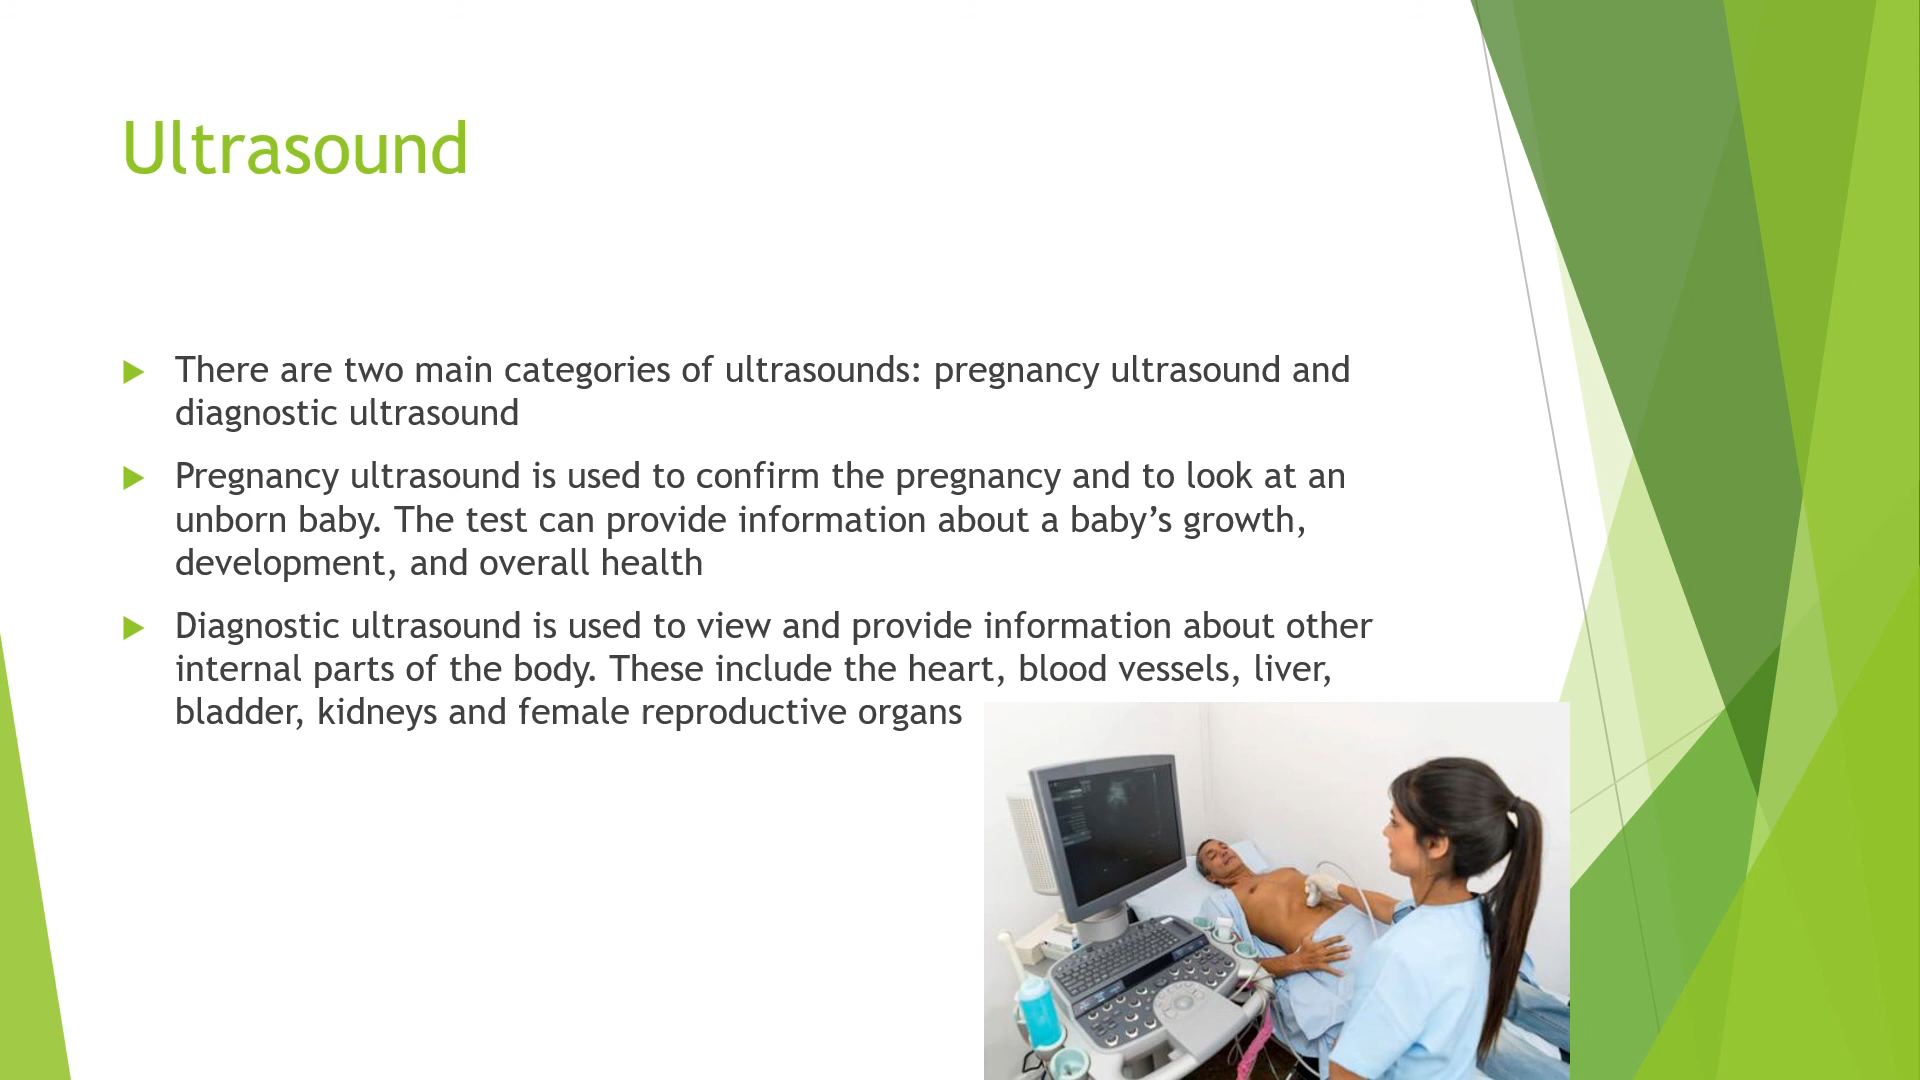 Ultrasound
There are two main categories of ultrasounds: pregnancy ultrasound and
diagnostic ultrasound
Pregnancy ultrasound is used to confirm the pregnancy and to look at an
unborn baby. The test can provide information about a baby’s growth,
development, and overall health
Diagnostic ultrasound is used to view and provide information about other
internal parts of the body. These include the heart, blood vessels, liver,
bladder, kidneys and female reproductive organs